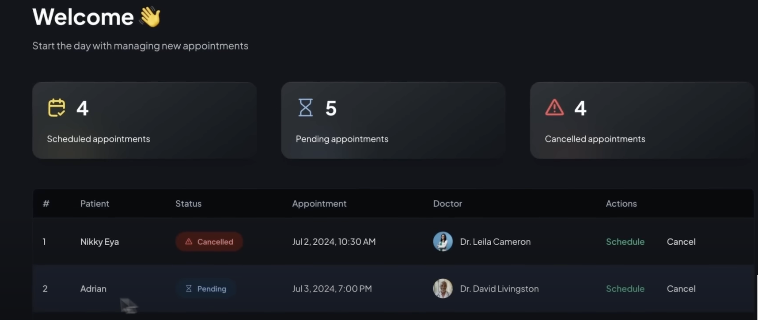 Welcome 👋
Start the day with managing new appointments
4 5 4
Scheduled appointments Pending appointments Cancelled appointments
# Patient Status Appointment Doctor Actions
1 Nikky Eya Cancelled Jul 2, 2024, 10:30 AM Dr. Leila Cameron Schedule Cancel
2 Adrian Pending Jul 3, 2024, 7:00 PM Dr. David Livingston Schedule Cancel